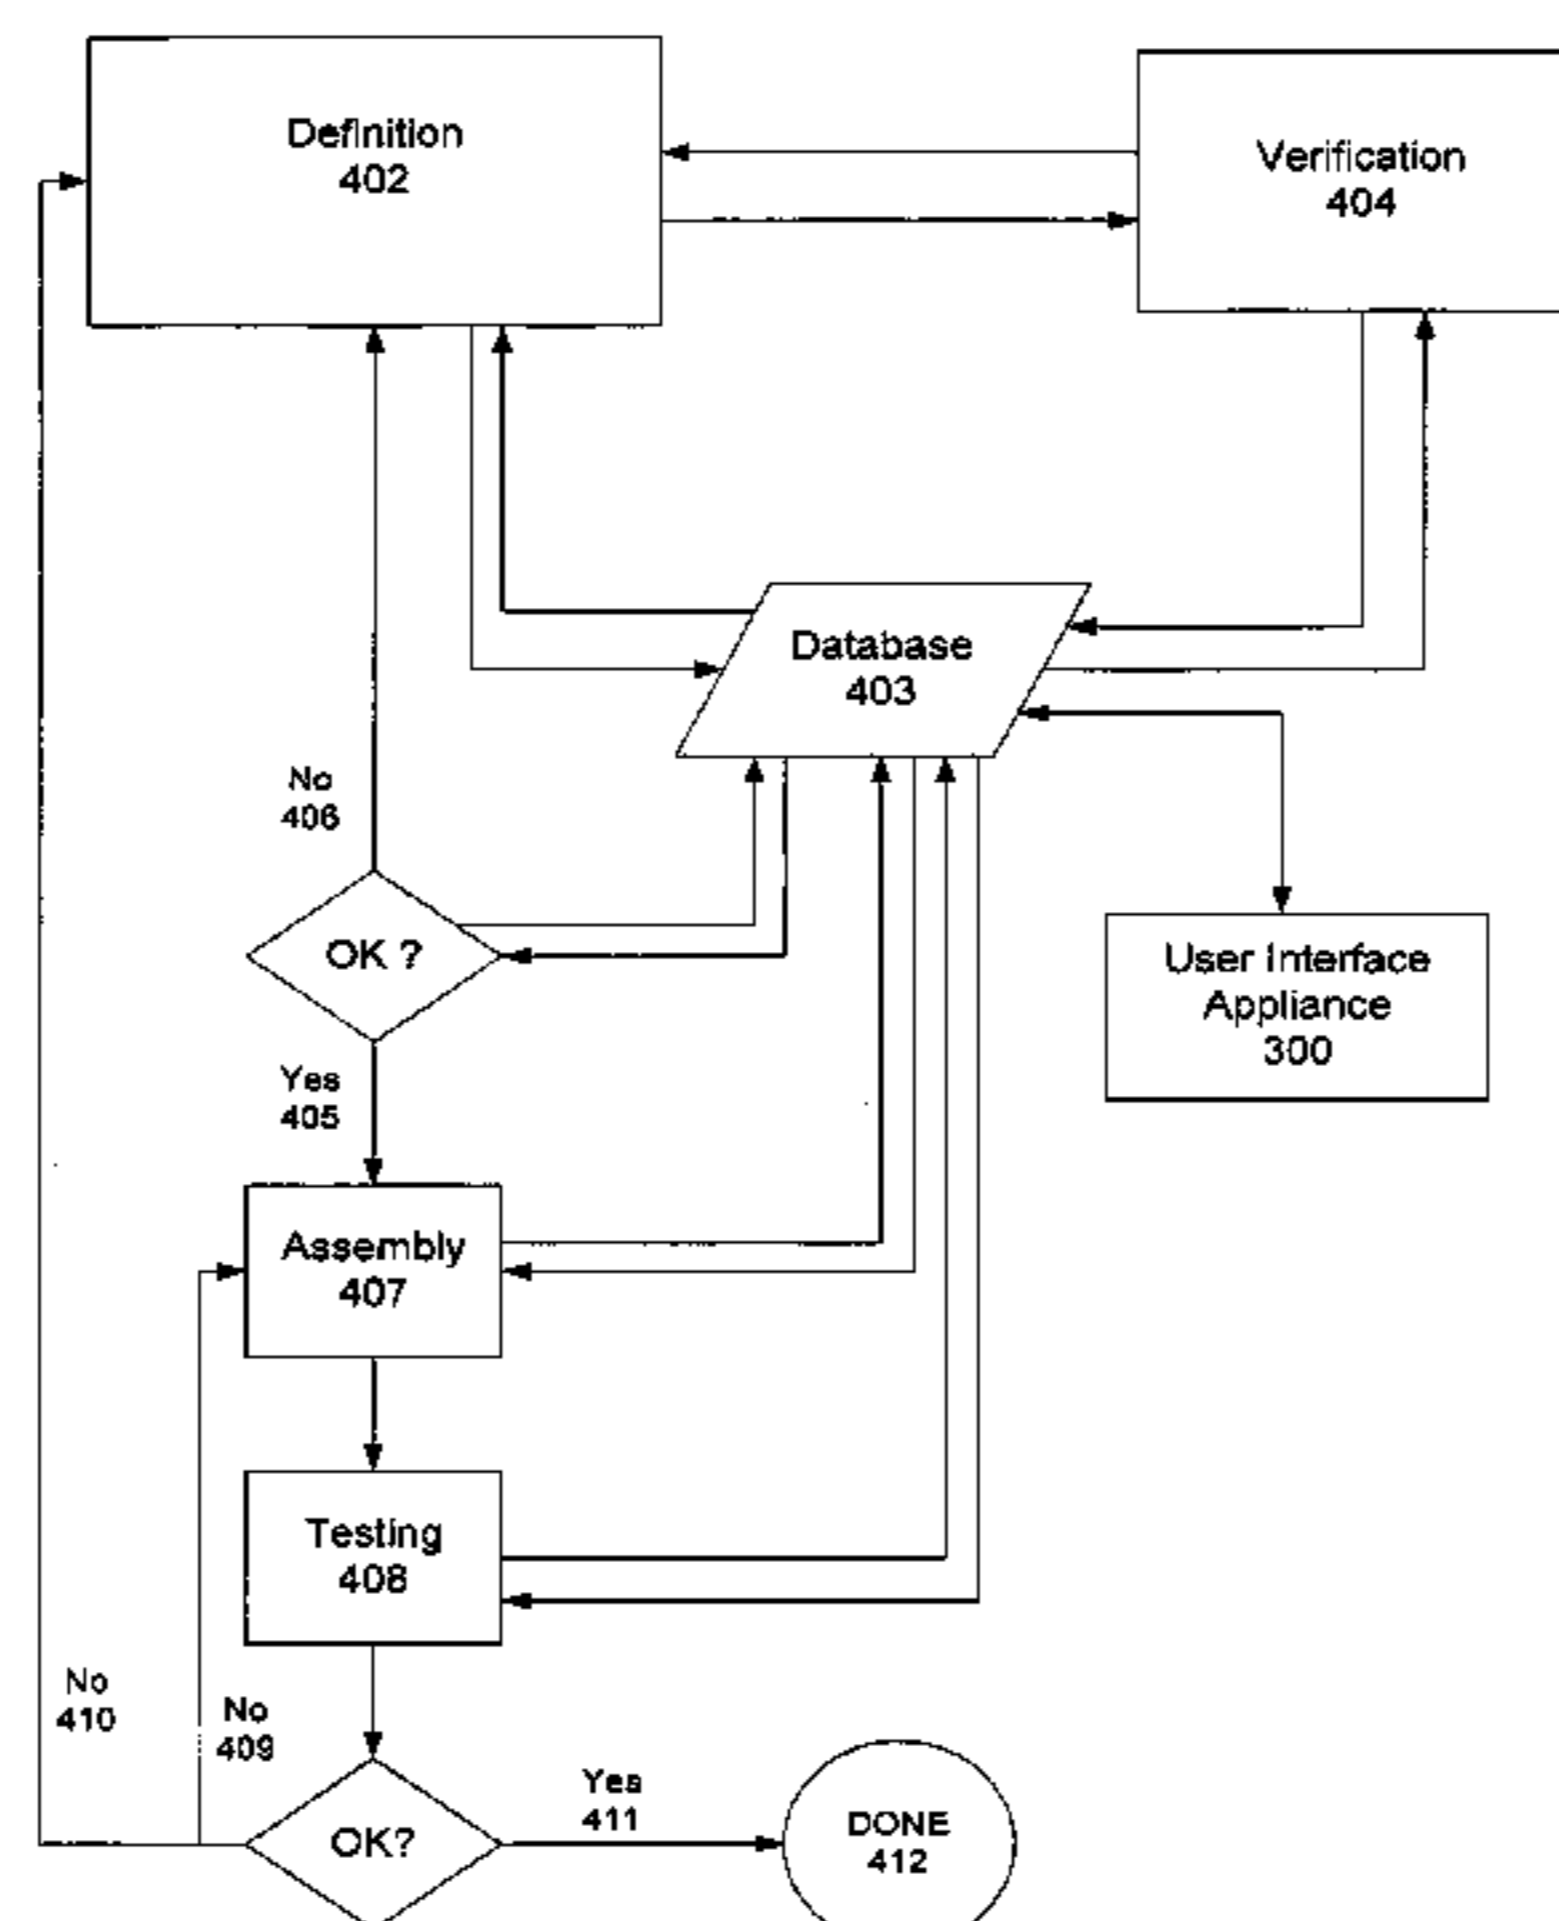 Definition
402
Verification
404
Database
403
No
406
OK ?
User Interface
Appliance
300
Yes
405
Assembly
407
Testing
408
No
410
No
409
Yes
411
OK?
DONE
412